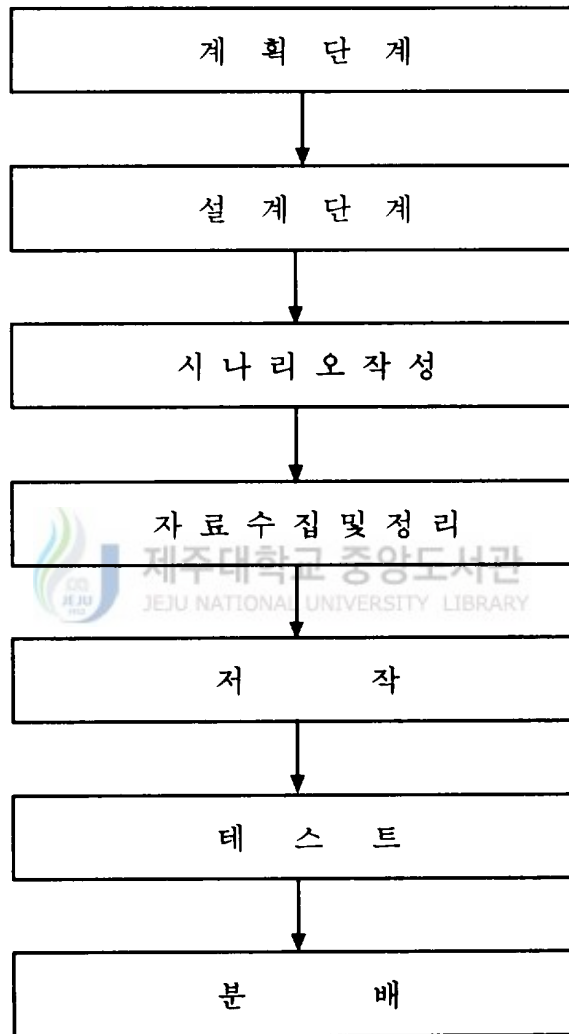 계 획 단 계
설 계 단 계
시 나 리 오 작 성
자 료 수 집 및 정 리
제주대학교 중앙도서관
JEJU NATIONAL UNIVERSITY LIBRARY
JEJU
1952
저 작
테 스 트
분 배